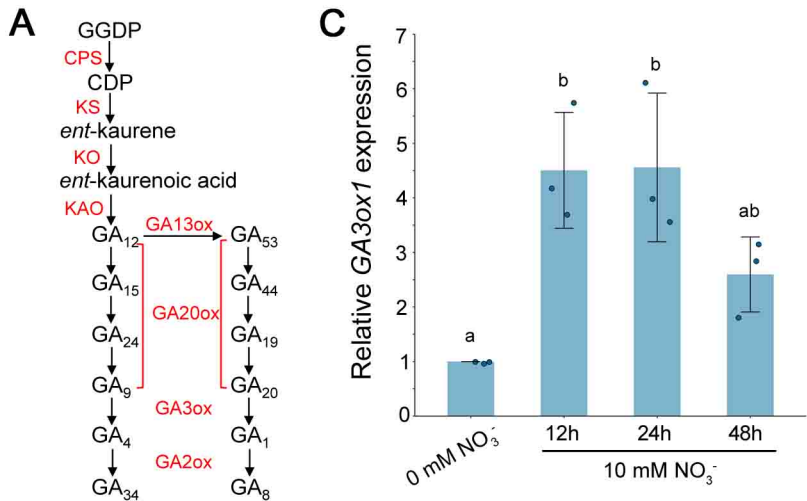 A
GGDP
CPS
CDP
KS
ent-kaurene
KO
ent-kaurenoic acid
KAO
GA13ox
GA12 GA53
GA15 GA44
GA20ox
GA24 GA19
GA9 GA20
GA3ox
GA4 GA1
GA2ox
GA34 GA8
C
Relative GA3ox1 expression
7
6
5
4
3
2
1
0
a
b
b
ab
0 mM NO3-
12h 24h 48h
10 mM NO3-